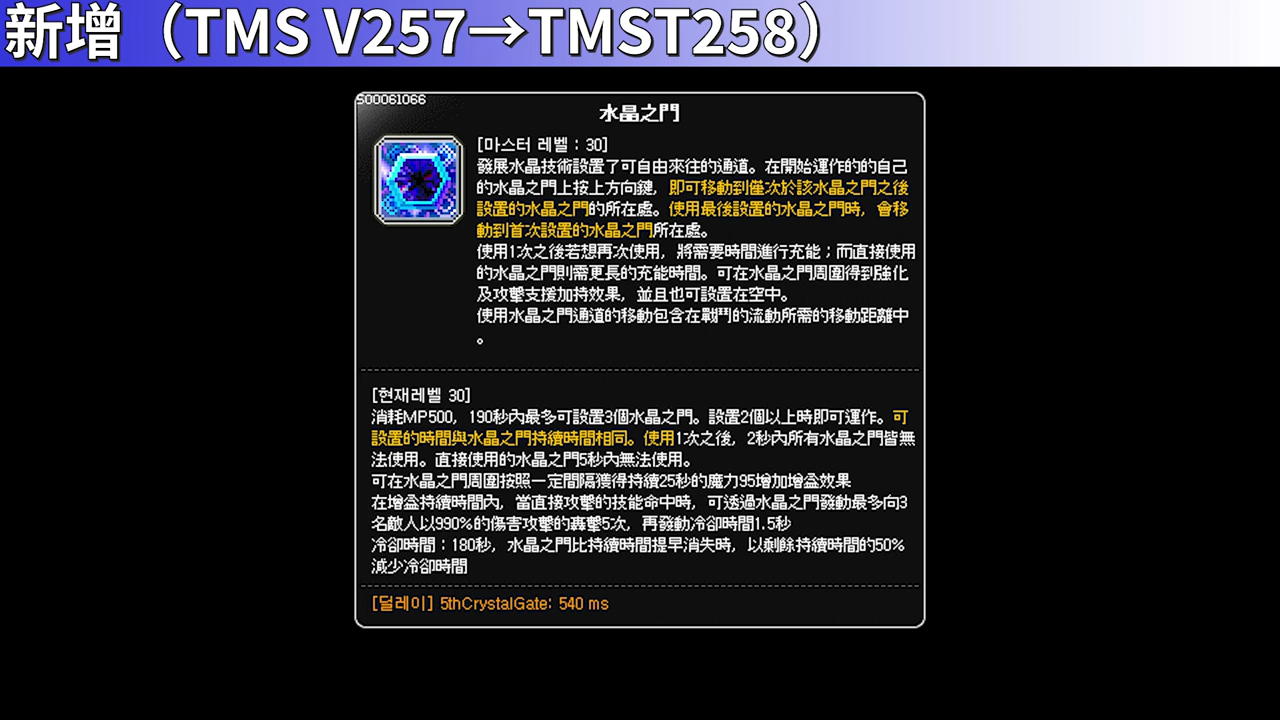 新增（TMS V257→TMST258）
500061066
水晶之門
[마스터 레벨 : 30]
發展水晶技術設置了可自由來往的通道。在開始運作的的自己
的水晶之門上按上方向鍵，即可移動到僅次於該水晶之門之後
設置的水晶之門的所在處。使用最後設置的水晶之門時，會移
動到首次設置的水晶之門所在處。
使用1次之後若想再次使用，將需要時間進行充能；而直接使用
的水晶之門則需更長的充能時間。可在水晶之門周圍得到強化
及攻擊支援加持效果，並且也可設置在空中。
使用水晶之門通道的移動包含在戰鬥的流動所需的移動距離中
。
[현재레벨 30]
消耗MP500，190秒內最多可設置3個水晶之門。設置2個以上時即可運作。可
設置的時間與水晶之門持續時間相同。使用1次之後，2秒內所有水晶之門皆無
法使用。直接使用的水晶之門5秒內無法使用。
可在水晶之門周圍按照一定間隔獲得持續25秒的魔力95增加增益效果
在增益持續時間內，當直接攻擊的技能命中時，可透過水晶之門發動最多向3
名敵人以990%的傷害攻擊的轟擊5次，再發動冷卻時間1.5秒
冷卻時間：180秒，水晶之門比持續時間提早消失時，以剩餘持續時間的50%
減少冷卻時間
[딜레이] 5thCrystalGate: 540 ms